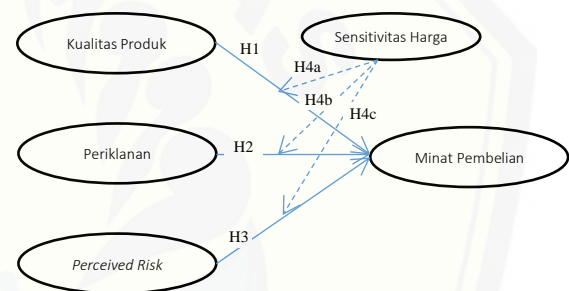 Kualitas Produk
Sensitivitas Harga
H1
H4a
H4b
H4c
Periklanan
H2
Minat Pembelian
H3
Perceived Risk